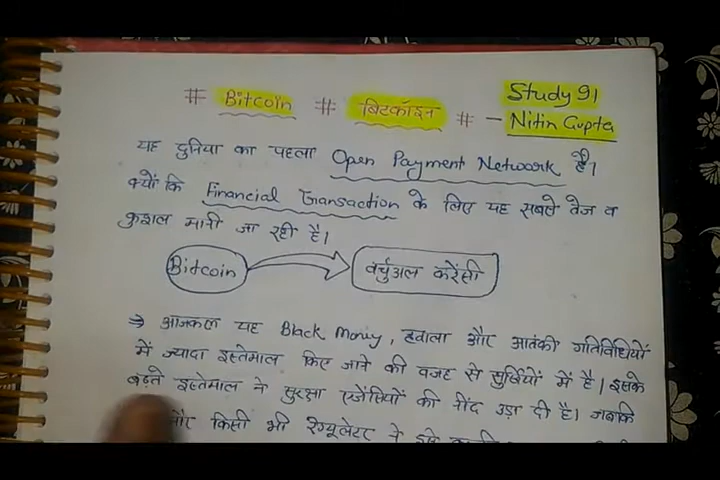 # Bitcoin # बिटकॉइन # Study 91
- Nitin Gupta
यह दुनिया का पहला Open Payment Network है।
क्यों कि Financial Transaction के लिए यह सबसे तेज व
कुशल मानी जा रही है।
Bitcoin वर्चुअल करेंसी
⇒ आजकल यह Black Money, हवाला और आतंकी गतिविधियों
में ज्यादा इस्तेमाल किए जाने की वजह से सुर्खियों में है। इसके
बढ़ते इस्तेमाल ने सुरक्षा एजेंसियों की नींद उड़ा दी है। जबकि
और किसी भी रेग्यूलेटर ने इसे